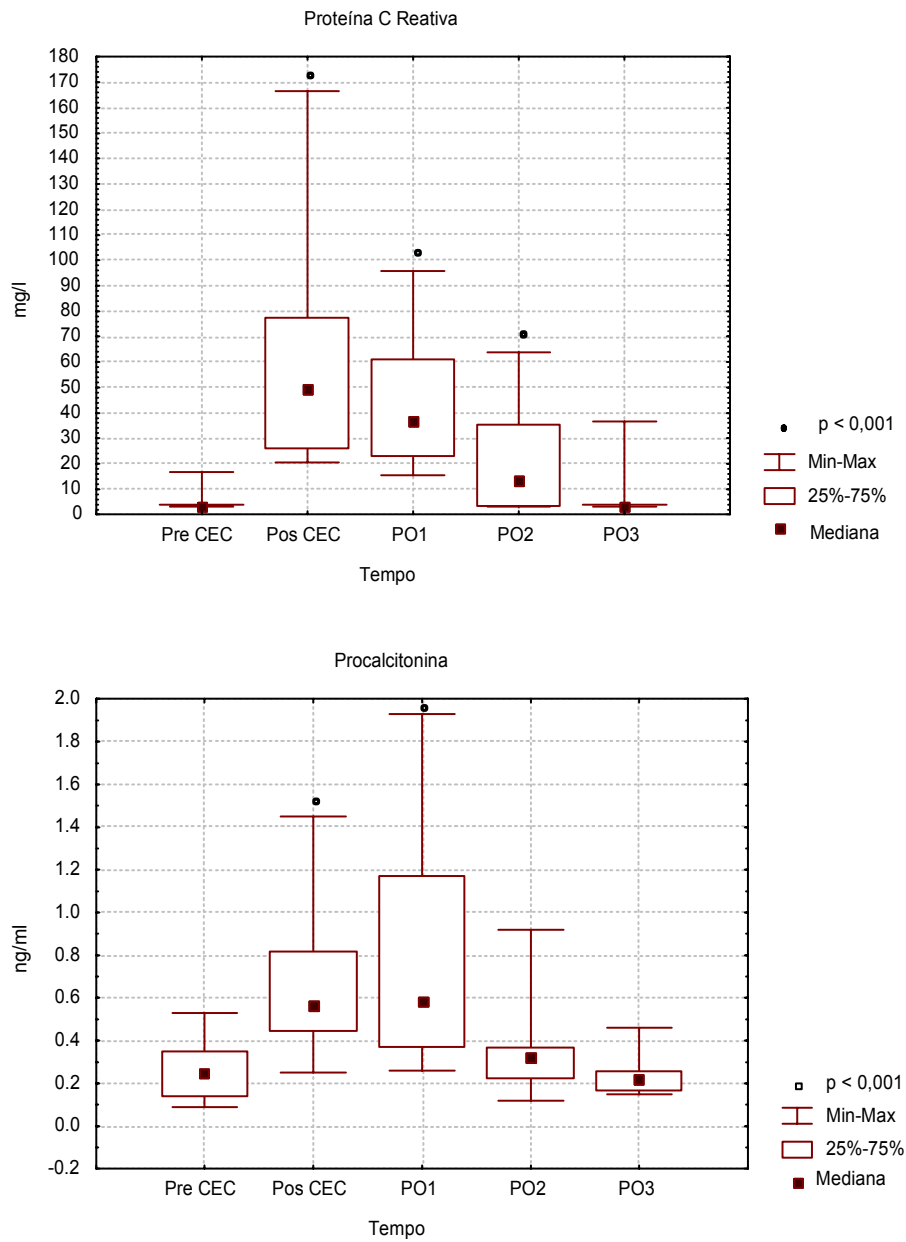 Proteína C Reativa
180
170
160
150
140
130
120
110
100
90
80
70
60
50
40
30
20
10
0
mg/l
Pre CEC Pos CEC PO1 PO2 PO3
Tempo
p < 0,001
Min-Max
25%-75%
Mediana
Procalcitonina
2.0
1.8
1.6
1.4
1.2
1.0
0.8
0.6
0.4
0.2
0.0
-0.2
ng/ml
Pre CEC Pos CEC PO1 PO2 PO3
Tempo
p < 0,001
Min-Max
25%-75%
Mediana